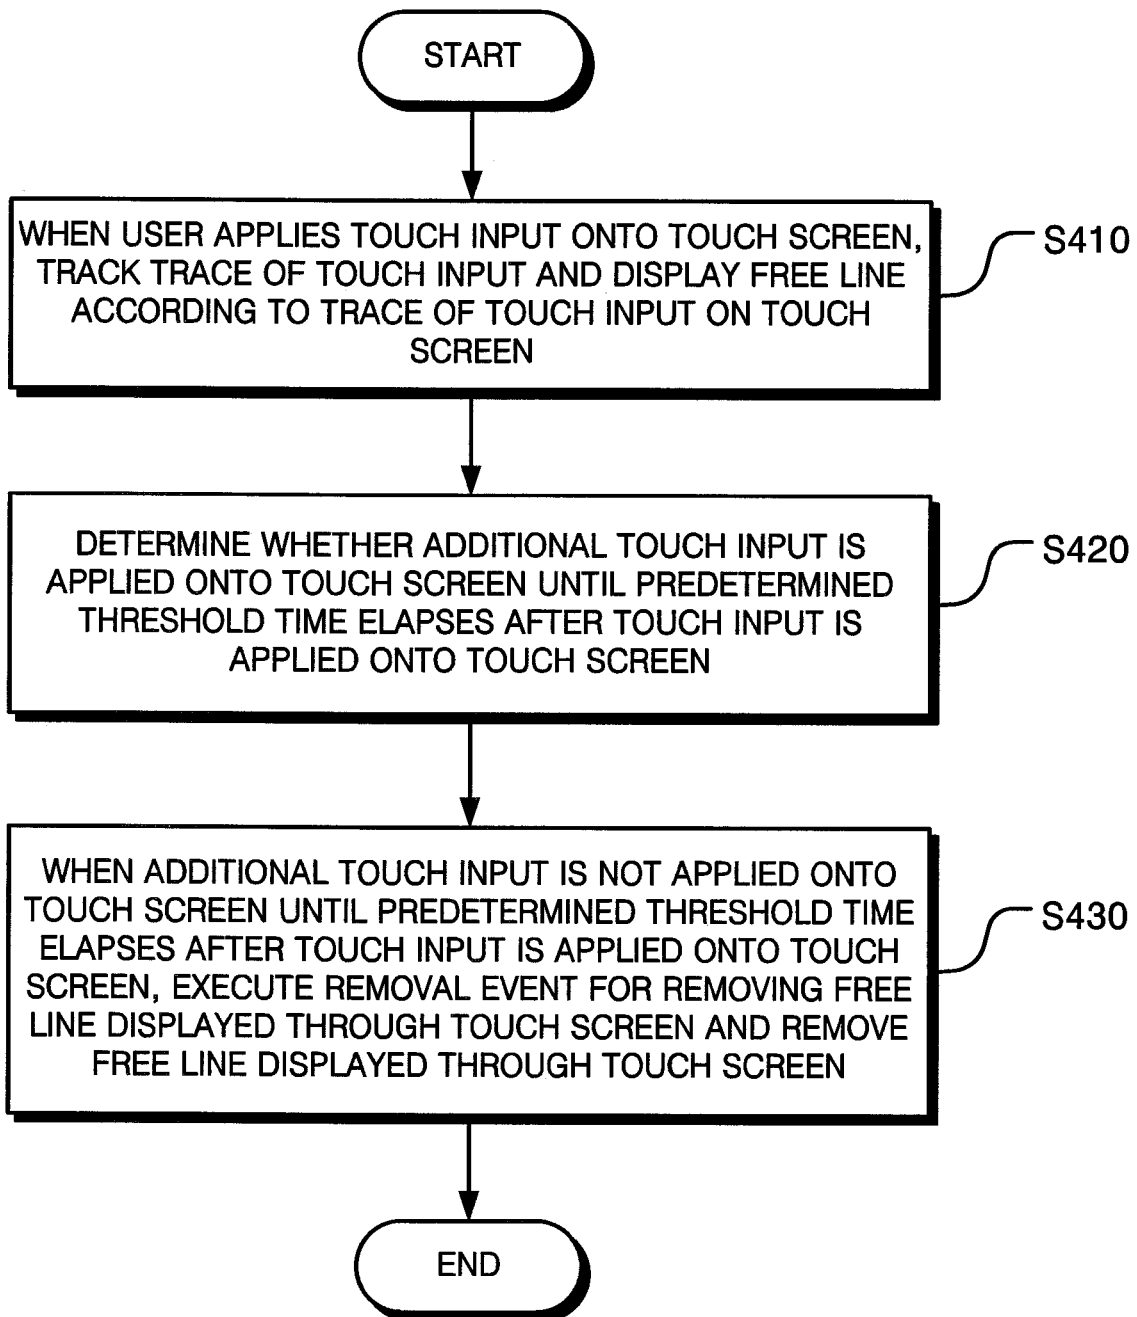 START
WHEN USER APPLIES TOUCH INPUT ONTO TOUCH SCREEN,
TRACK TRACE OF TOUCH INPUT AND DISPLAY FREE LINE
ACCORDING TO TRACE OF TOUCH INPUT ON TOUCH
SCREEN
S410
DETERMINE WHETHER ADDITIONAL TOUCH INPUT IS
APPLIED ONTO TOUCH SCREEN UNTIL PREDETERMINED
THRESHOLD TIME ELAPSES AFTER TOUCH INPUT IS
APPLIED ONTO TOUCH SCREEN
S420
WHEN ADDITIONAL TOUCH INPUT IS NOT APPLIED ONTO
TOUCH SCREEN UNTIL PREDETERMINED THRESHOLD TIME
ELAPSES AFTER TOUCH INPUT IS APPLIED ONTO TOUCH
SCREEN, EXECUTE REMOVAL EVENT FOR REMOVING FREE
LINE DISPLAYED THROUGH TOUCH SCREEN AND REMOVE
FREE LINE DISPLAYED THROUGH TOUCH SCREEN
S430
END